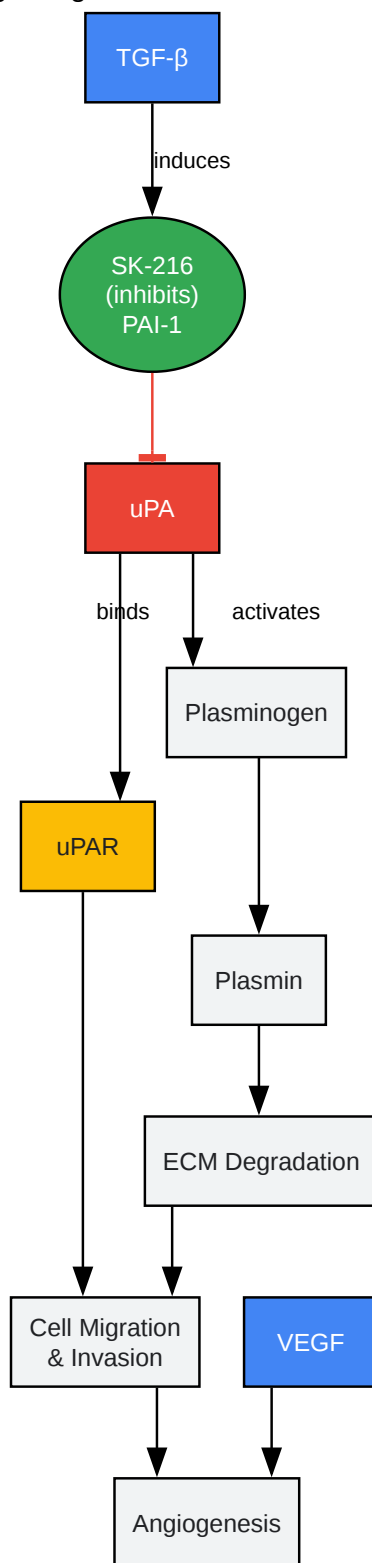 TGF-β
induces
SK-216
(inhibits)
PAI-1
uPA
binds
activates
Plasminogen
uPAR
Plasmin
ECM Degradation
Cell Migration
& Invasion
VEGF
Angiogenesis